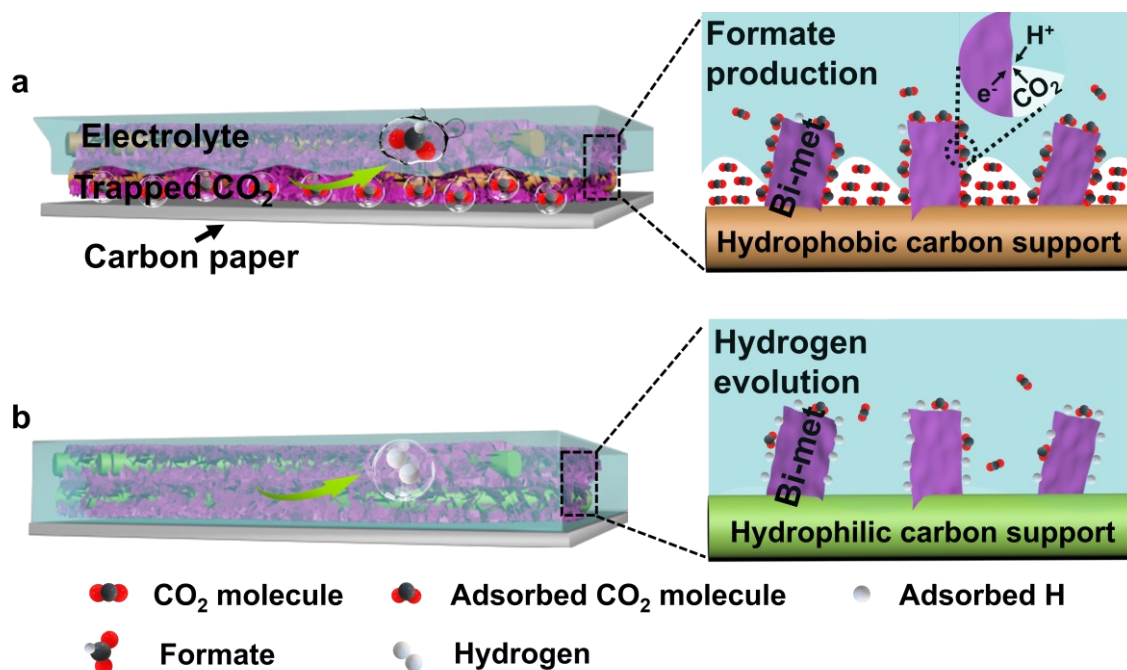 a
Electrolyte
Trapped CO₂
Carbon paper
Formate
production
H⁺
e⁻
CO₂
Bi-met
Hydrophobic carbon support
b
Hydrogen
evolution
Bi-met
Hydrophilic carbon support
CO₂ molecule
Adsorbed CO₂ molecule
Adsorbed H
Formate
Hydrogen